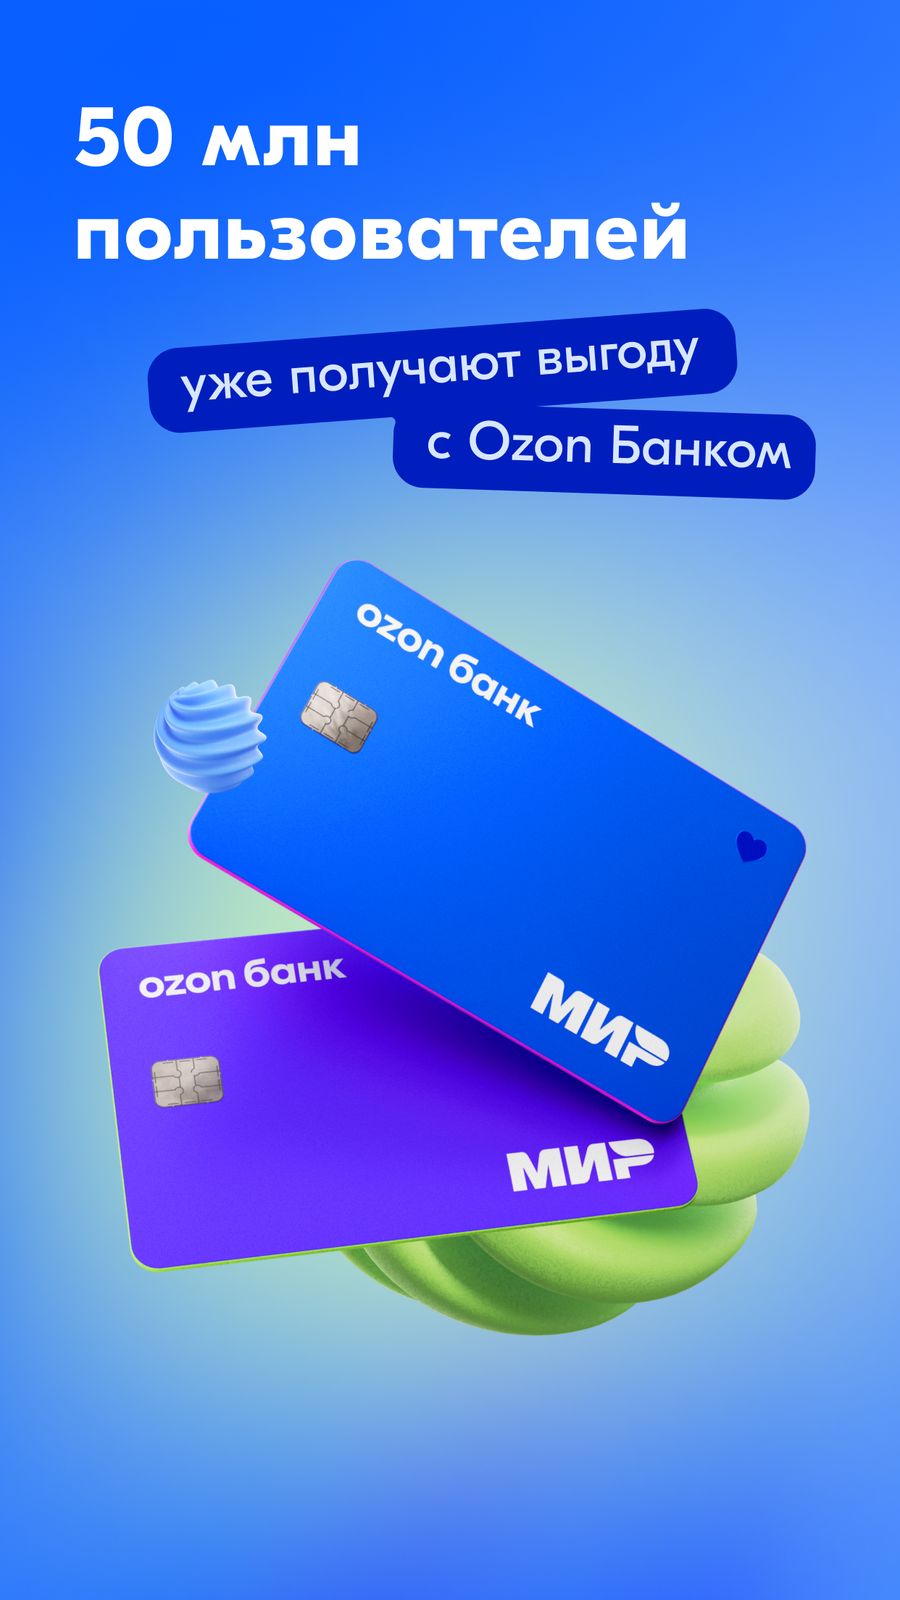 50 млн
пользователей
уже получают выгоду
с Ozon Банком
ozon банк
МИР
ozon банк
МИР